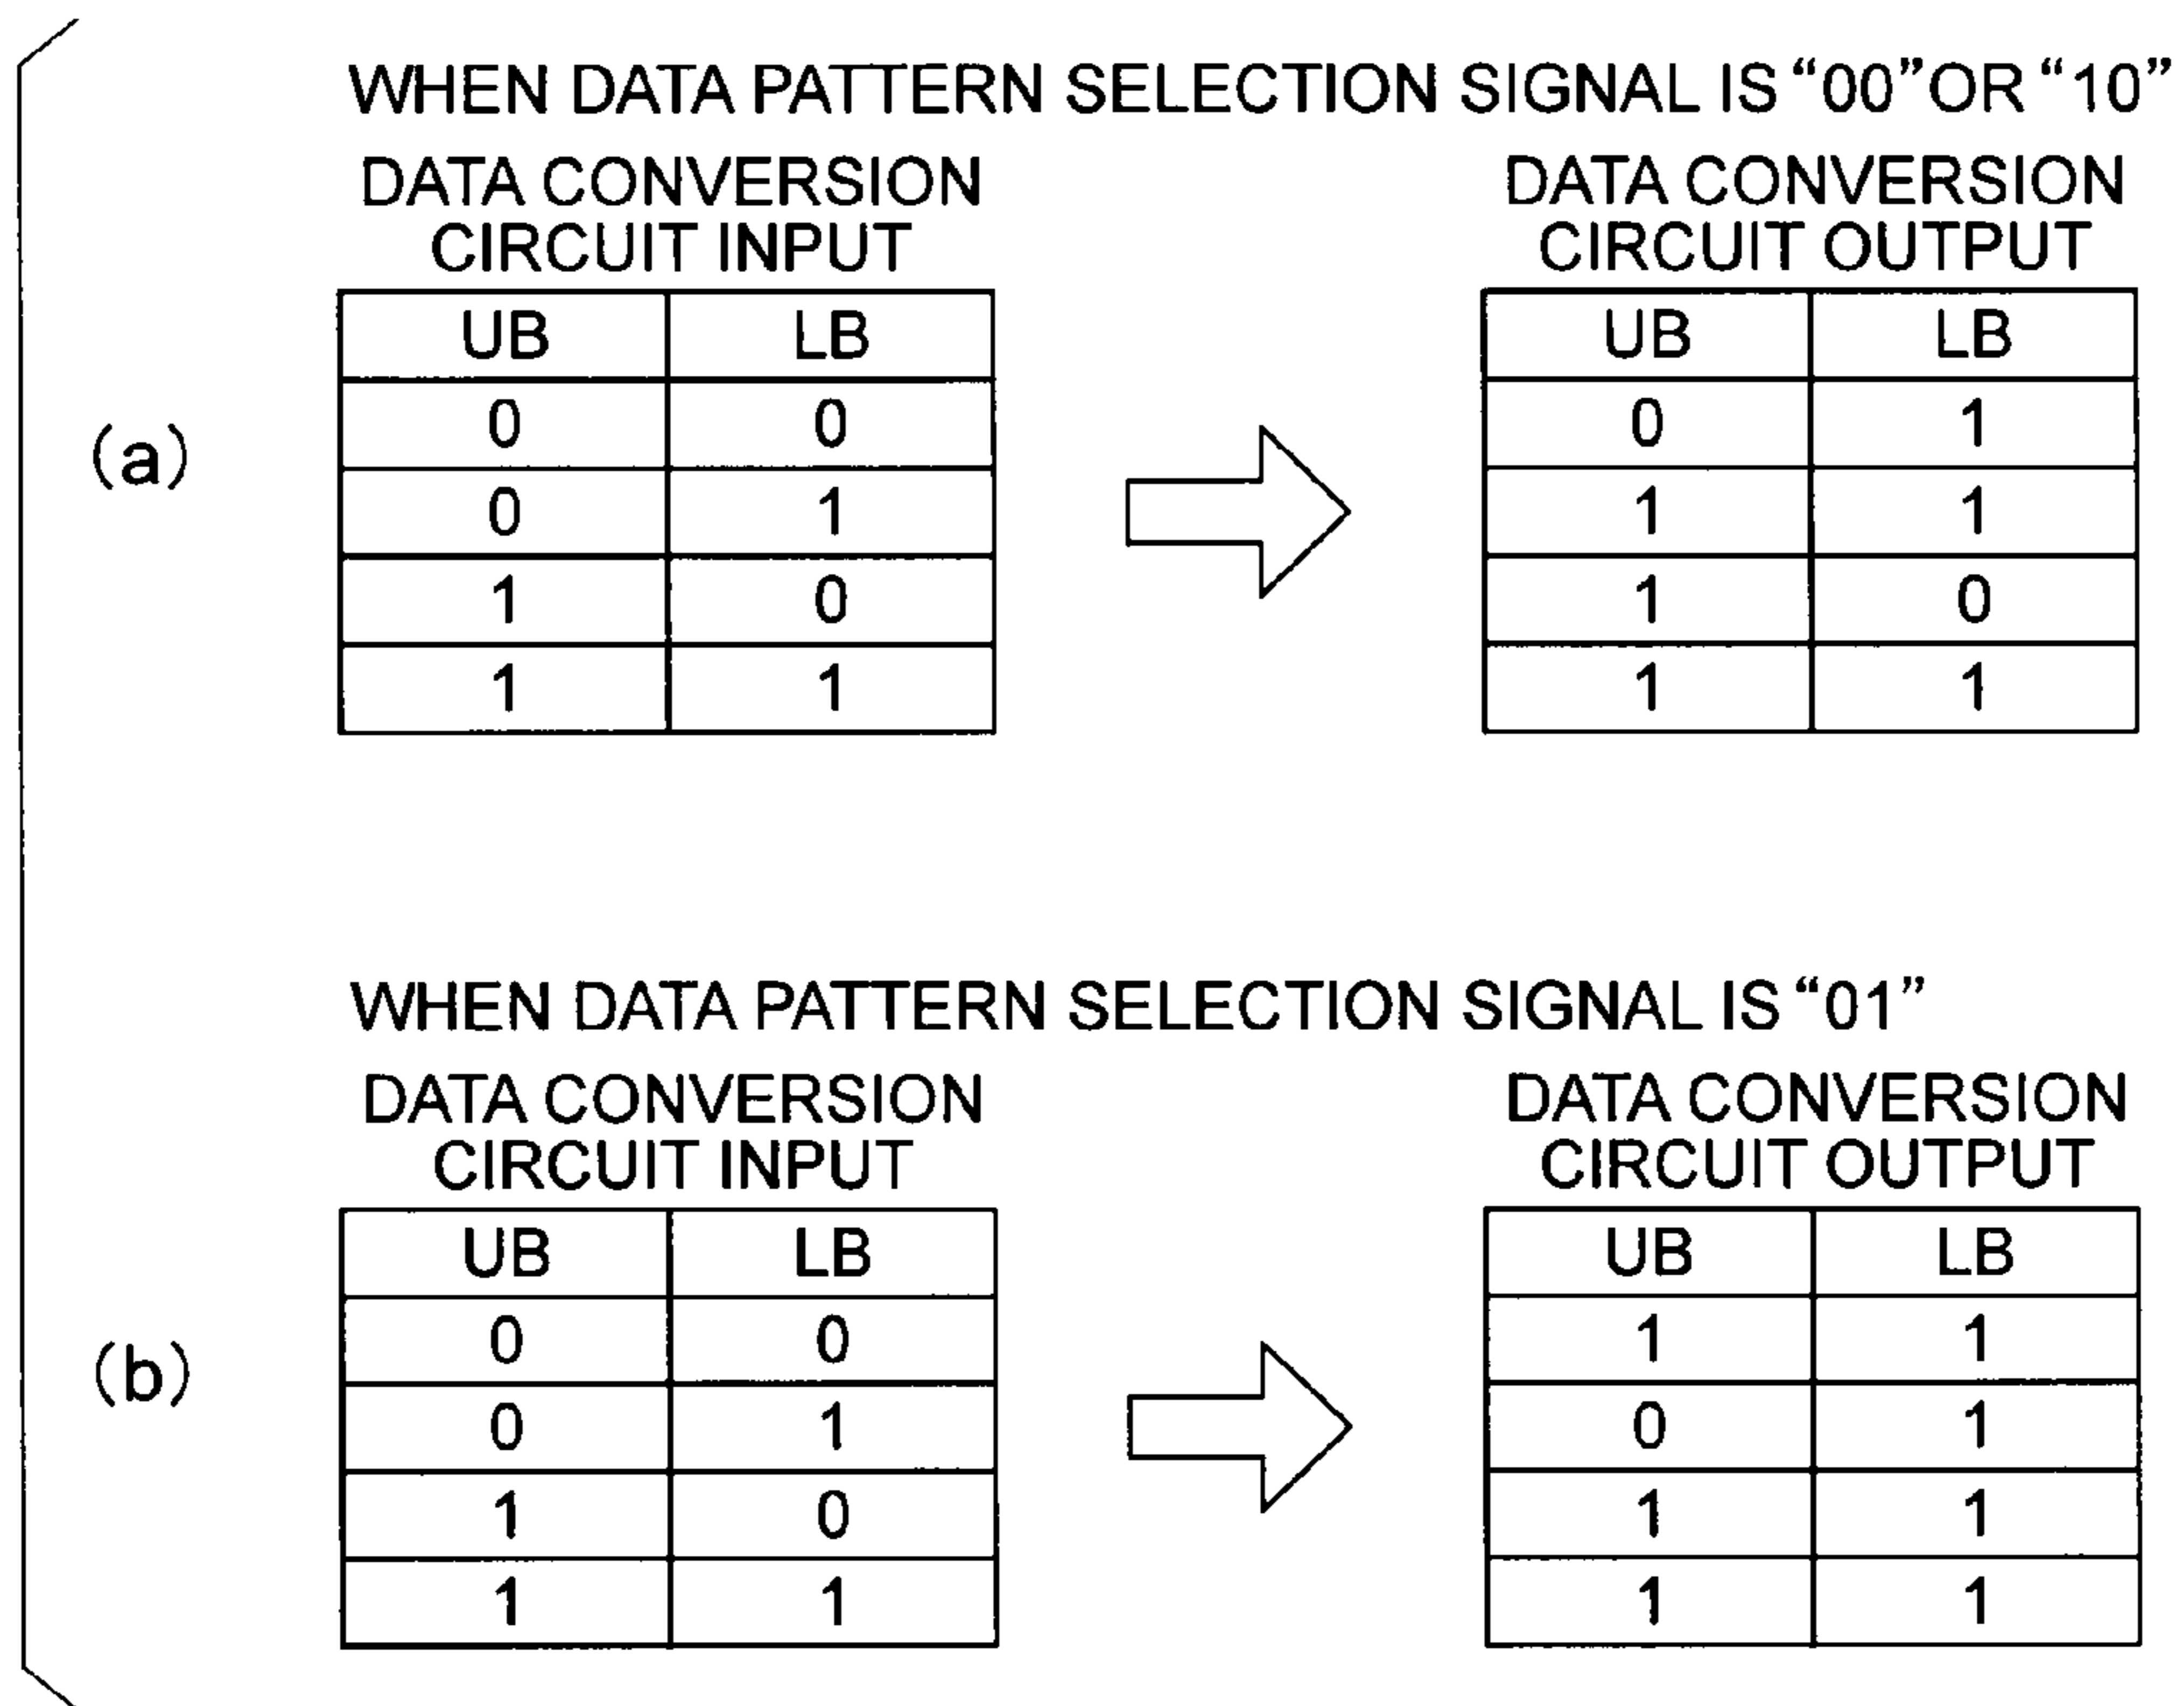 WHEN DATA PATTERN SELECTION SIGNAL IS “00” OR “10”
DATA CONVERSION CIRCUIT INPUT
DATA CONVERSION CIRCUIT OUTPUT
(a)
UB LB UB LB
0 0 0 1
0 1 1 1
1 0 1 0
1 1 1 1
WHEN DATA PATTERN SELECTION SIGNAL IS “01”
DATA CONVERSION CIRCUIT INPUT
DATA CONVERSION CIRCUIT OUTPUT
(b)
UB LB UB LB
0 0 1 1
0 1 0 1
1 0 1 1
1 1 1 1